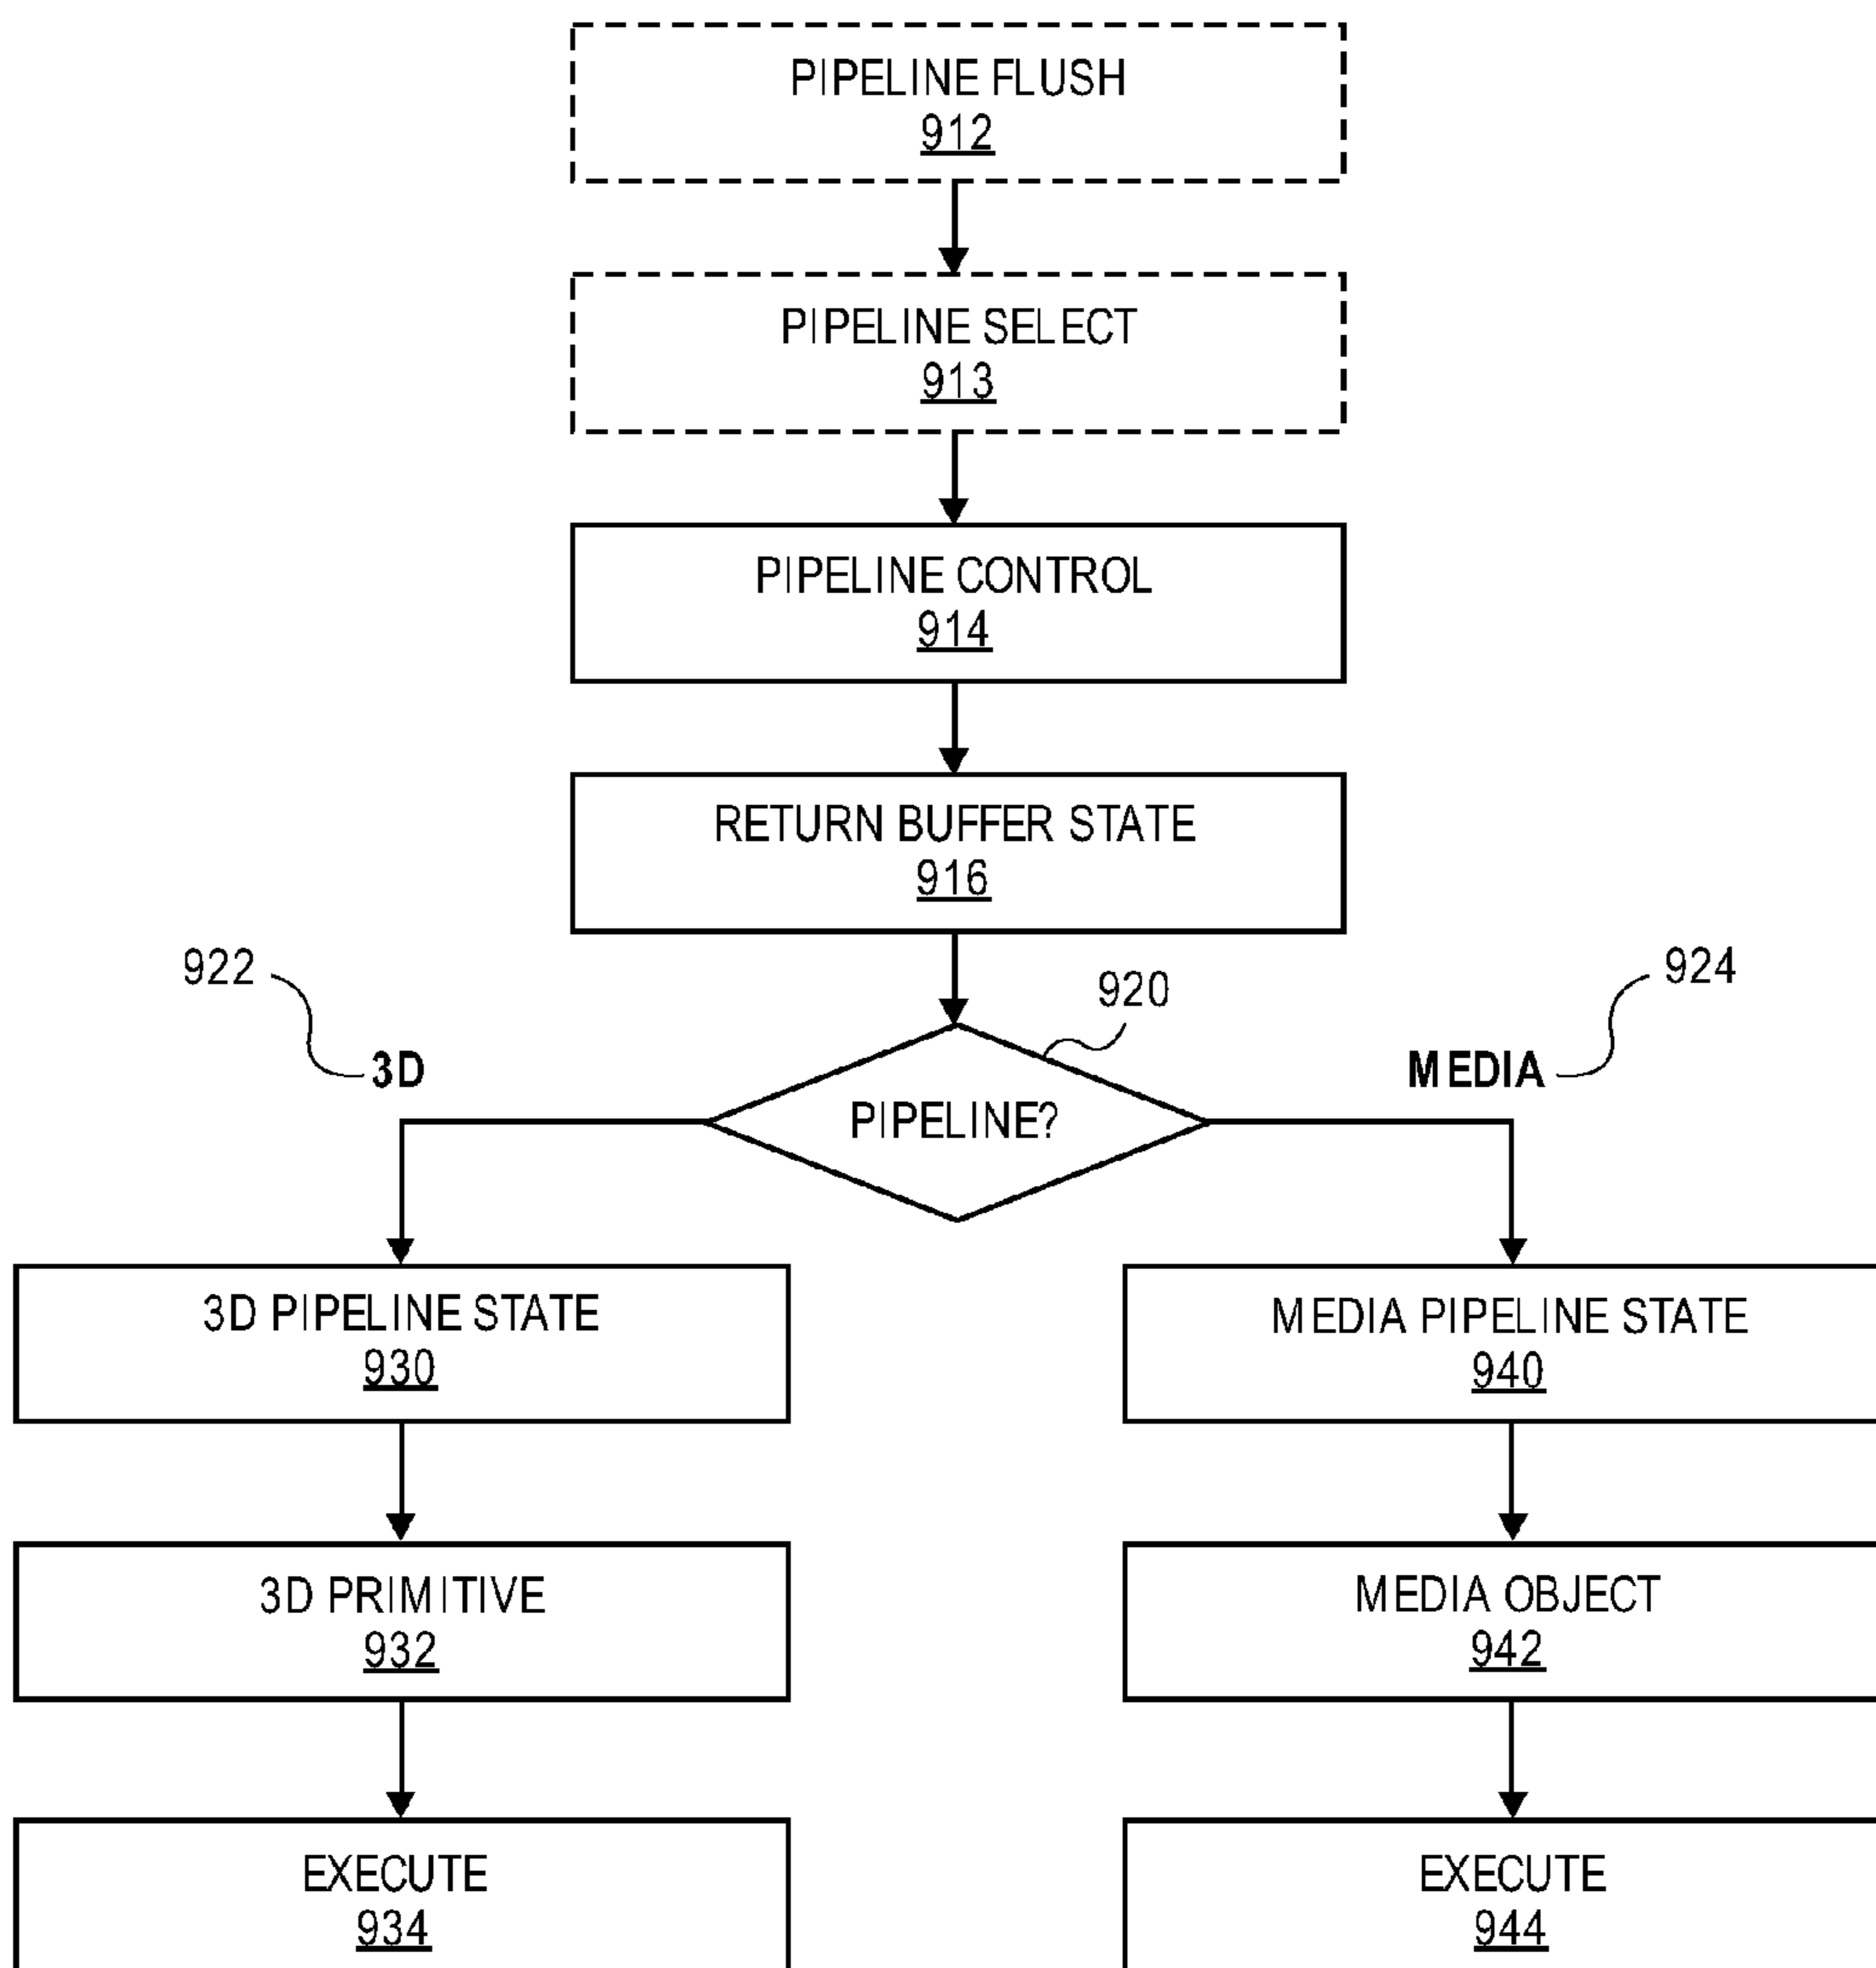 PIPELINE FLUSH
912
PIPELINE SELECT
913
PIPELINE CONTROL
914
RETURN BUFFER STATE
916
922
920
924
3D
MEDIA
PIPELINE?
3D PIPELINE STATE
930
MEDIA PIPELINE STATE
940
3D PRIMITIVE
932
MEDIA OBJECT
942
EXECUTE
934
EXECUTE
944